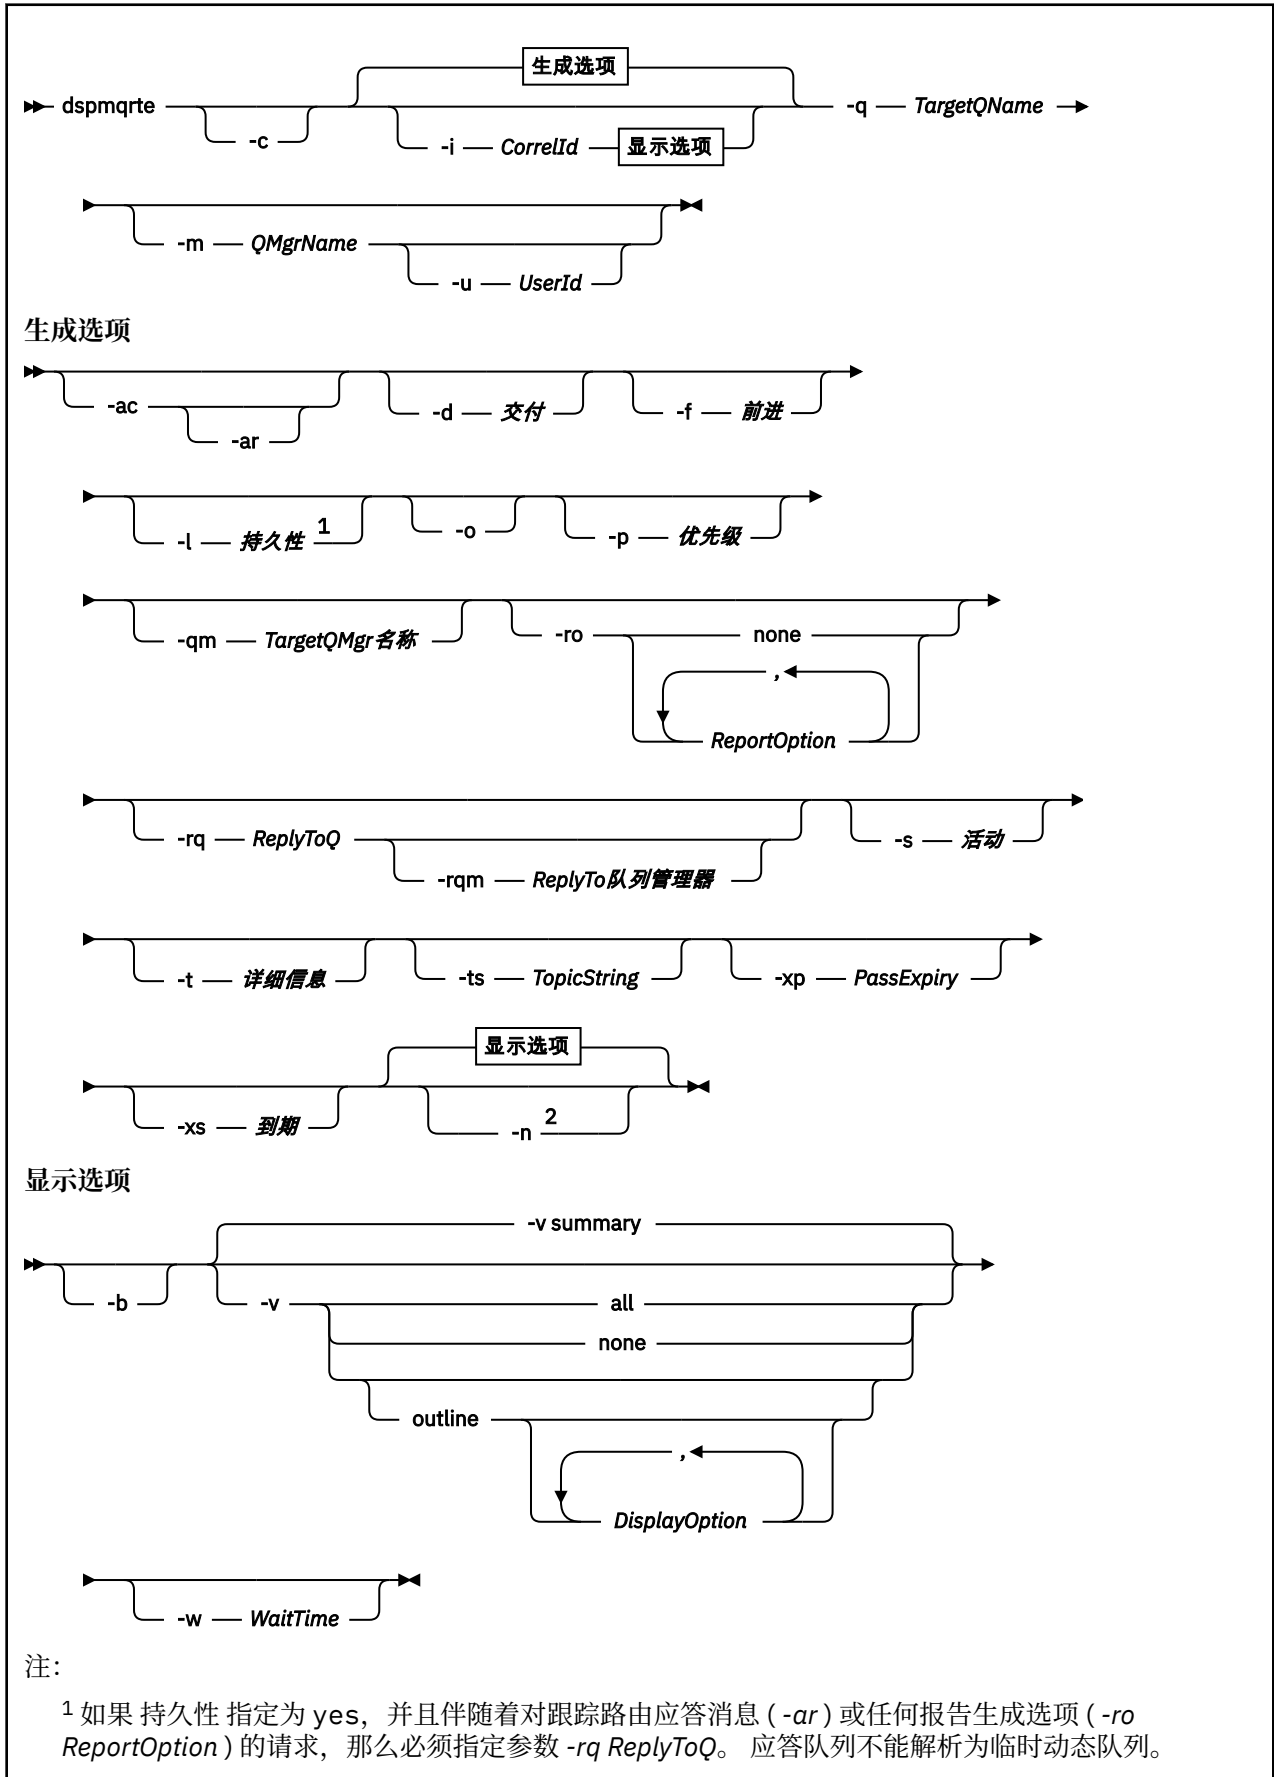 生成选项
dspmqrte -q TargetQName
-c -i CorrelId 显示选项
-m QMgrName
-u UserId
生成选项
-ac -d 交付 -f 前进
-ar
-l 持久性 1 -o -p 优先级
-qm TargetQMgr名称 -ro none
,
ReportOption
-rq ReplyToQ -s 活动
-rqm ReplyTo队列管理器
-t 详细信息 -ts TopicString -xp PassExpiry
显示选项
-xs 到期 -n 2
显示选项
-v summary
-b -v all
none
outline
,
DisplayOption
-w WaitTime
注：
1 如果 持久性 指定为 yes，并且伴随着对跟踪路由应答消息 ( -ar ) 或任何报告生成选项 ( -ro
ReportOption ) 的请求，那么必须指定参数 -rq ReplyToQ。 应答队列不能解析为临时动态队列。